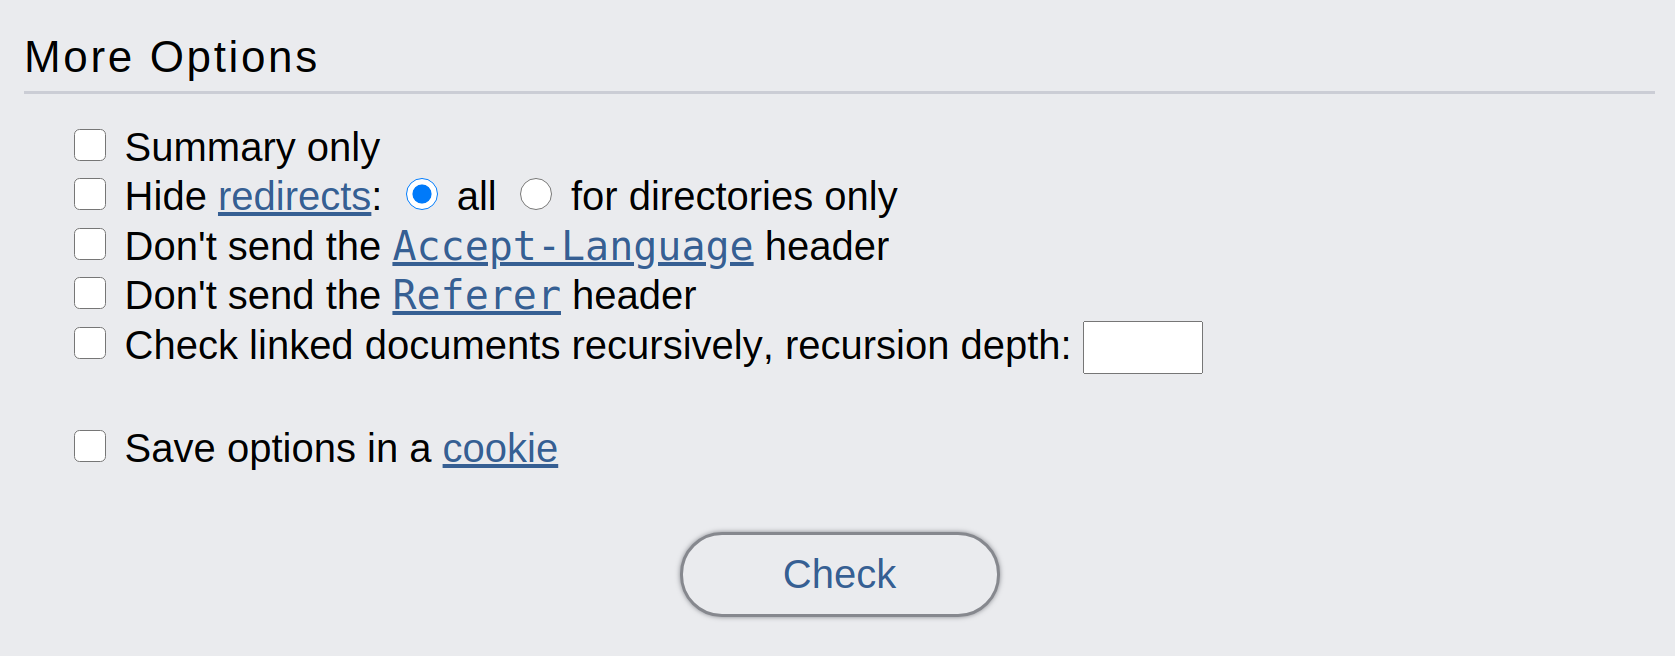 More Options
Summary only
Hide redirects: all for directories only
Don't send the Accept-Language header
Don't send the Referer header
Check linked documents recursively, recursion depth:
Save options in a cookie
Check